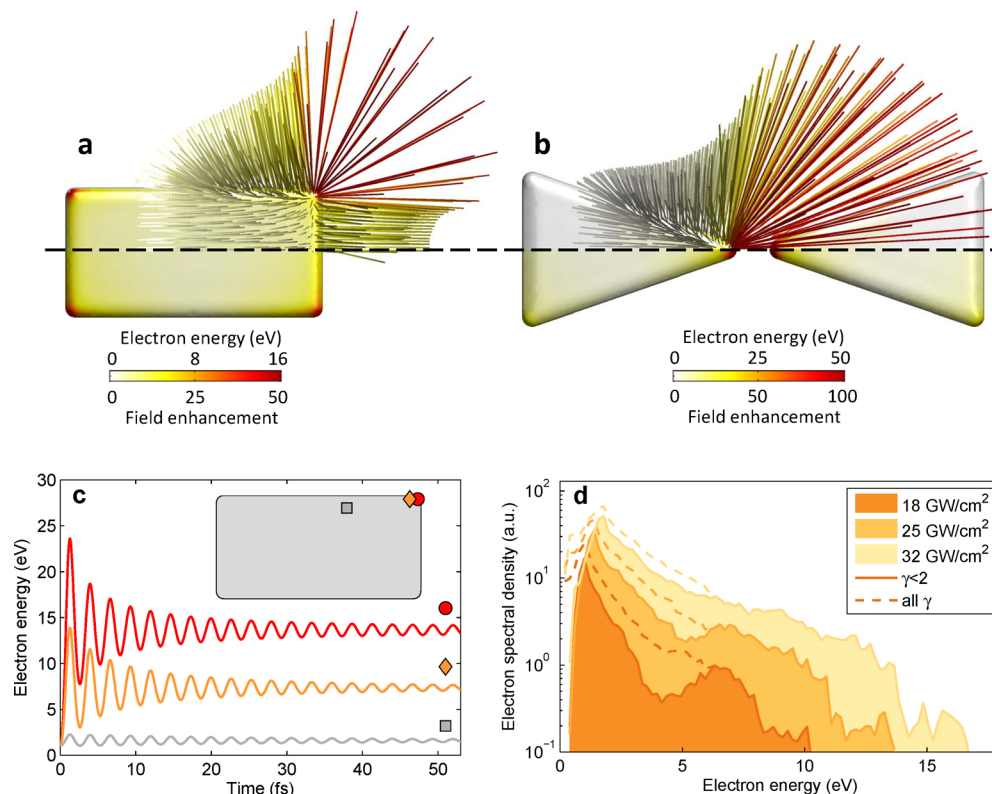 a
b
Electron energy (eV)
0 8 16
0 25 50
Field enhancement
Electron energy (eV)
0 25 50
0 50 100
Field enhancement
c
Electron energy (eV)
30
25
20
15
10
5
0
0 10 20 30 40 50
Time (fs)
d
Electron spectral density (a.u.)
10²
10¹
10⁰
10⁻¹
18 GW/cm²
25 GW/cm²
32 GW/cm²
γ<2
all γ
0 5 10 15
Electron energy (eV)